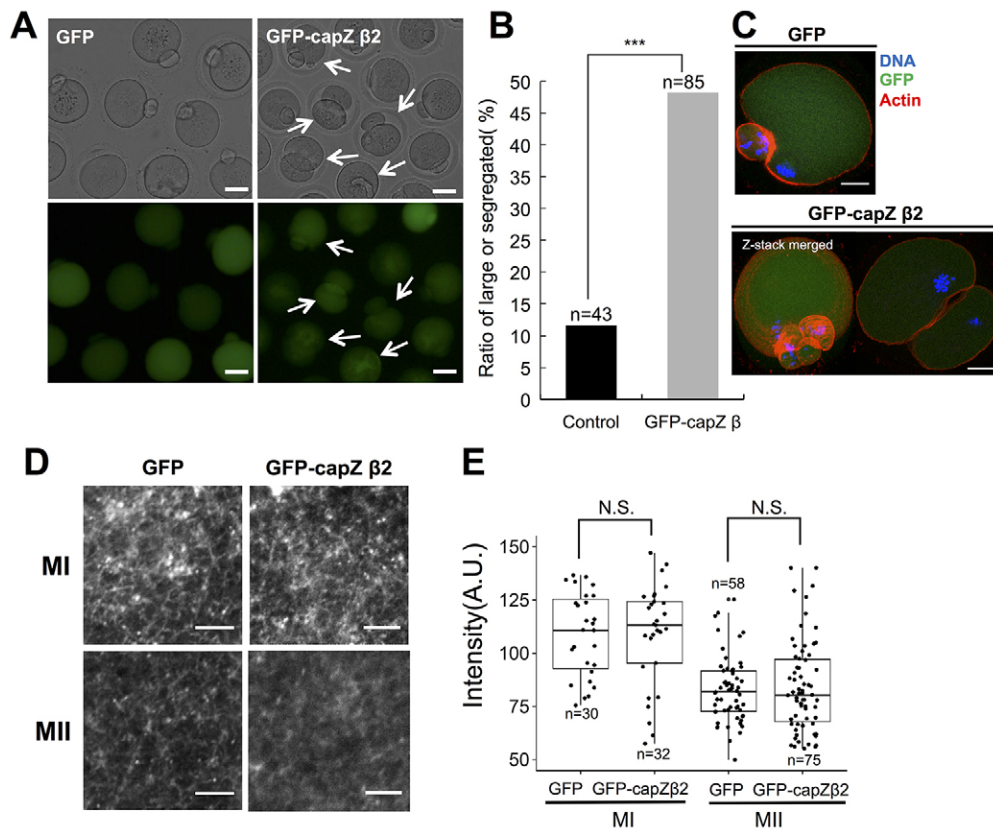 A
GFP
GFP-capZ β2
B
Ratio of large or segregated( %)
50
45
40
35
30
25
20
15
10
5
0
***
n=85
n=43
Control
GFP-capZ β
C
GFP
DNA
GFP
Actin
GFP-capZ β2
Z-stack merged
D
GFP
GFP-capZ β2
MI
MII
E
Intensity(A.U.)
150
125
100
75
50
N.S.
N.S.
n=58
n=30
n=32
n=75
GFP
GFP-capZβ2
GFP
GFP-capZβ2
MI
MII